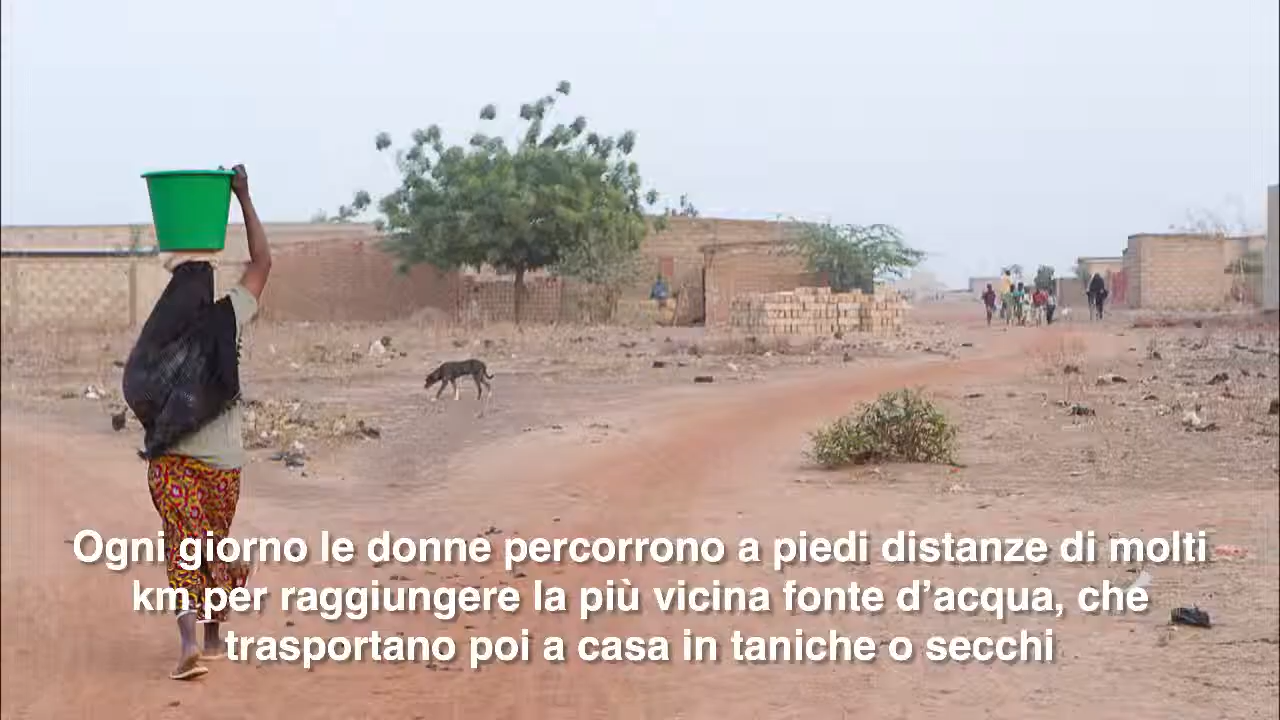 Ogni giorno le donne percorrono a piedi distanze di molti
km per raggiungere la più vicina fonte d’acqua, che
trasportano poi a casa in taniche o secchi